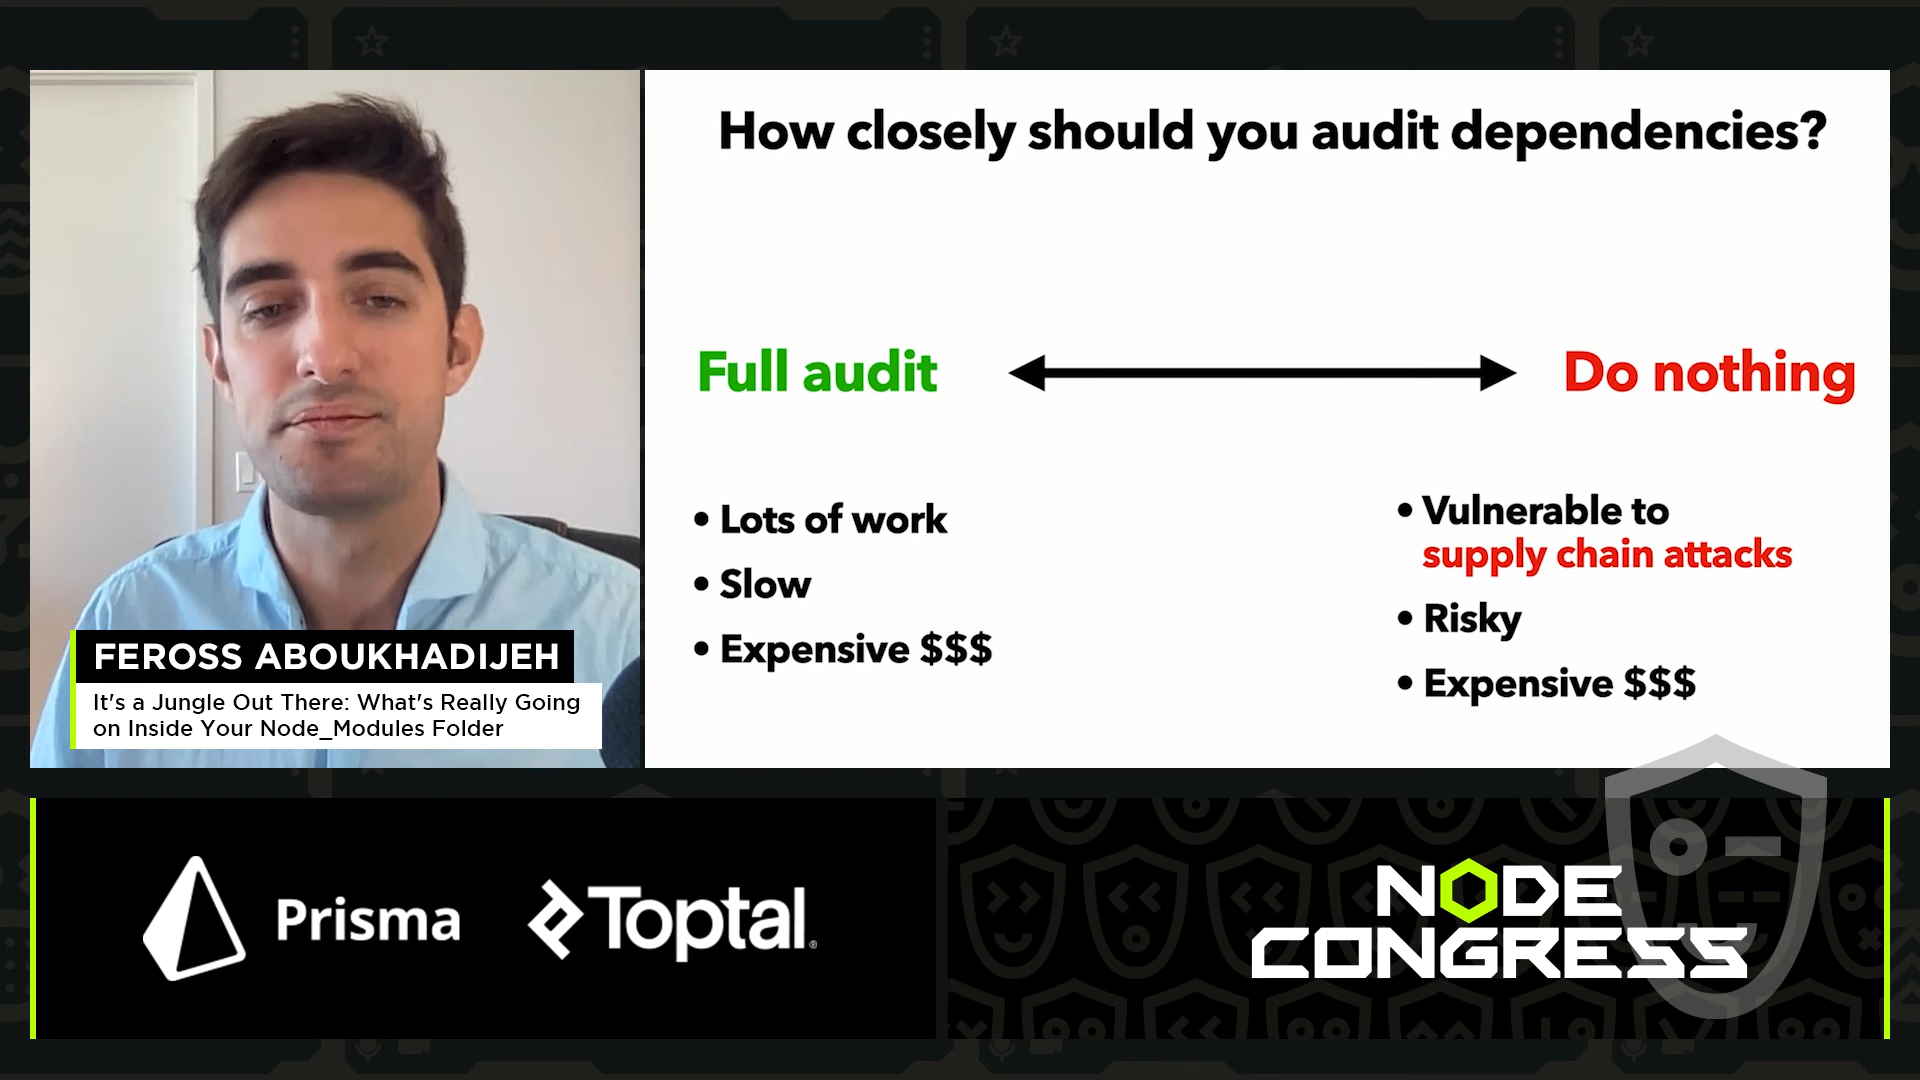 How closely should you audit dependencies?
Full audit
Do nothing
• Lots of work
• Slow
• Expensive $$$
• Vulnerable to
supply chain attacks
• Risky
• Expensive $$$
FEROSS ABOUKHADIJEH
It's a Jungle Out There: What's Really Going
on Inside Your Node_Modules Folder
Prisma
Toptal®
NODE
CONGRESS